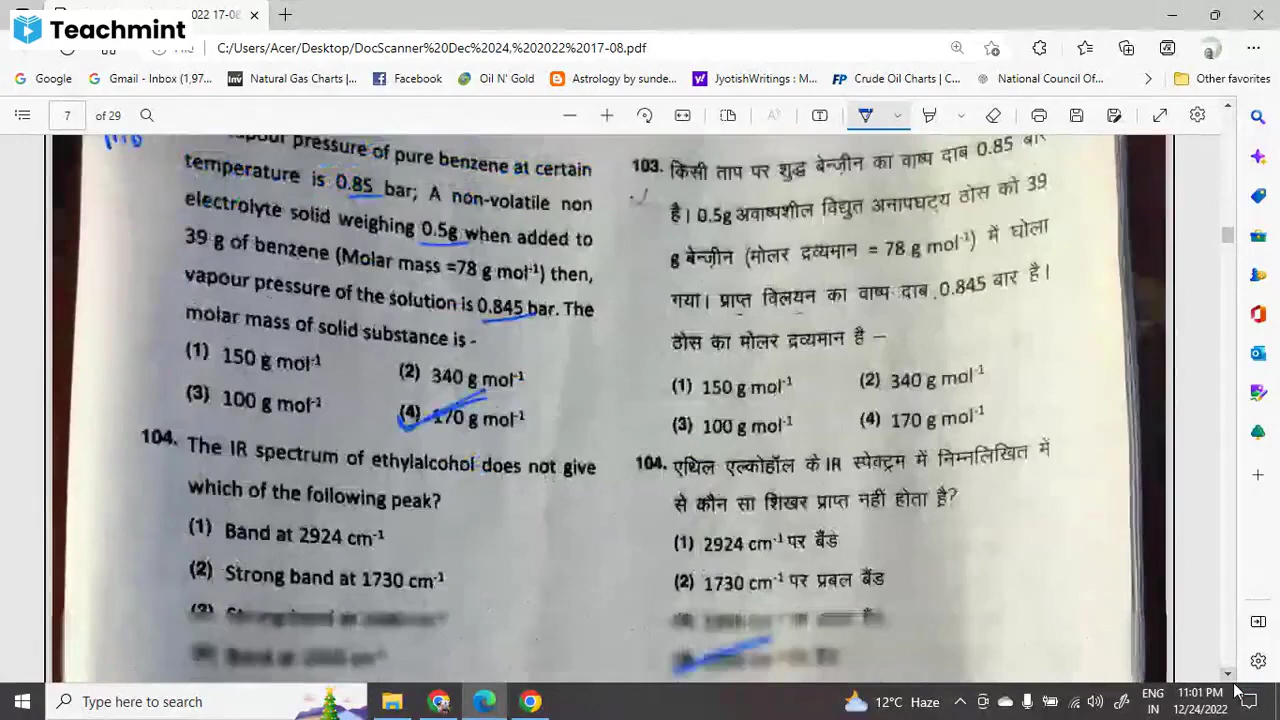 Teachmint
022 17-08
C:/Users/Acer/Desktop/DocScanner%20Dec%2024,%202022%2017-08.pdf
Google
Gmail - Inbox (1,97...
Natural Gas Charts |...
Facebook
Oil N' Gold
Astrology by sunde...
JyotishWritings : M...
Crude Oil Charts | C...
National Council Of...
Other favorites
7 of 29
vapour pressure of pure benzene at certain
temperature is 0.85 bar; A non-volatile non
electrolyte solid weighing 0.5g when added to
39 g of benzene (Molar mass =78 g mol-1) then,
vapour pressure of the solution is 0.845 bar. The
molar mass of solid substance is -
(1) 150 g mol-1
(2) 340 g mol-1
(3) 100 g mol-1
(4) 170 g mol-1
104. The IR spectrum of ethylalcohol does not give
which of the following peak?
(1) Band at 2924 cm-1
(2) Strong band at 1730 cm-1
103. किसी ताप पर शुद्ध बेन्ज़ीन का वाष्प दाब 0.85 बार
है। 0.5g अवाष्पशील विद्युत अनापघट्य ठोस को 39
g बेन्ज़ीन (मोलर द्रव्यमान = 78 g mol-1) में घोला
गया। प्राप्त विलयन का वाष्प दाब 0.845 बार है।
ठोस का मोलर द्रव्यमान है –
(1) 150 g mol-1
(2) 340 g mol-1
(3) 100 g mol-1
(4) 170 g mol-1
104. एथिल एल्कोहॉल के IR स्पेक्ट्रम में निम्नलिखित में
से कौन सा शिखर प्राप्त नहीं होता है?
(1) 2924 cm-1 पर बैंड
(2) 1730 cm-1 पर प्रबल बैंड
Type here to search
12°C Haze
ENG
IN
11:01 PM
12/24/2022